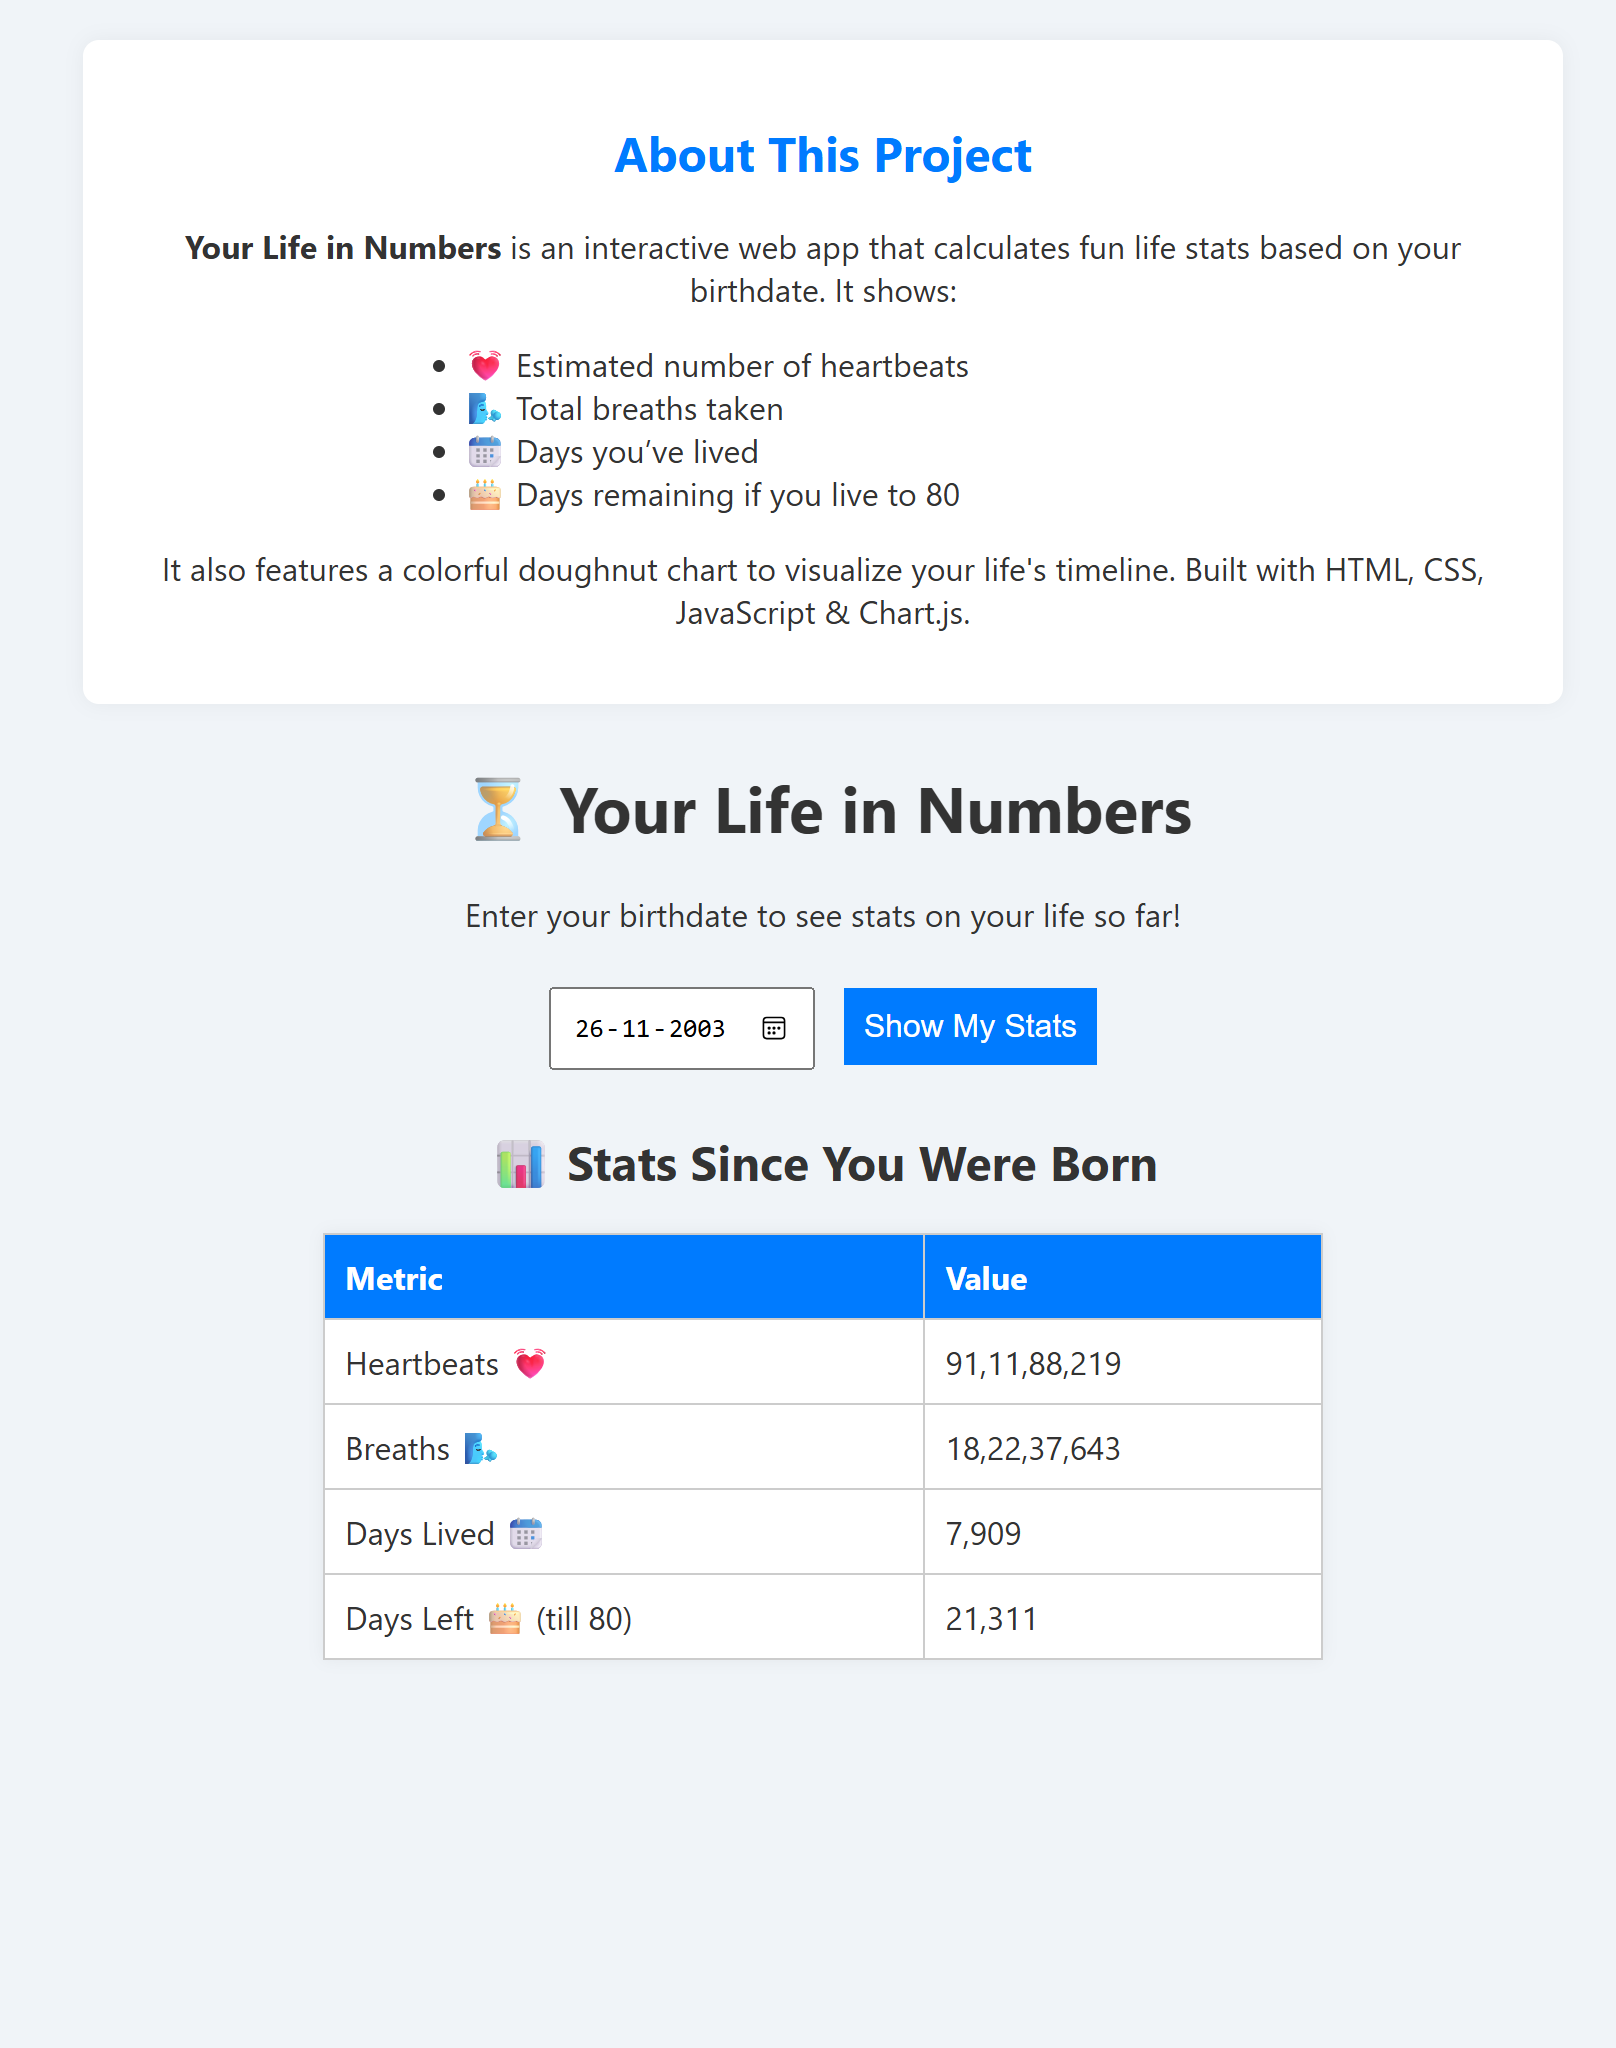 About This Project
Your Life in Numbers is an interactive web app that calculates fun life stats based on your
birthdate. It shows:
• 💓 Estimated number of heartbeats
• 🌬️ Total breaths taken
• 📅 Days you’ve lived
• 🎂 Days remaining if you live to 80
It also features a colorful doughnut chart to visualize your life's timeline. Built with HTML, CSS,
JavaScript & Chart.js.
⏳ Your Life in Numbers
Enter your birthdate to see stats on your life so far!
26-11-2003 Show My Stats
📊 Stats Since You Were Born
Metric Value
Heartbeats 💓 91,11,88,219
Breaths 🌬️ 18,22,37,643
Days Lived 📅 7,909
Days Left 🎂 (till 80) 21,311